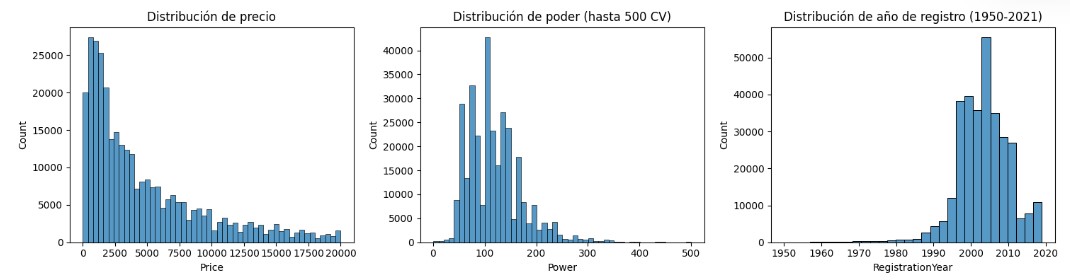 Distribución de precio
25000
20000
15000
10000
5000
0
Count
0 2500 5000 7500 10000 12500 15000 17500 20000
Price
Distribución de poder (hasta 500 CV)
40000
35000
30000
25000
20000
15000
10000
5000
0
Count
0 100 200 300 400 500
Power
Distribución de año de registro (1950-2021)
50000
40000
30000
20000
10000
0
Count
1950 1960 1970 1980 1990 2000 2010 2020
RegistrationYear